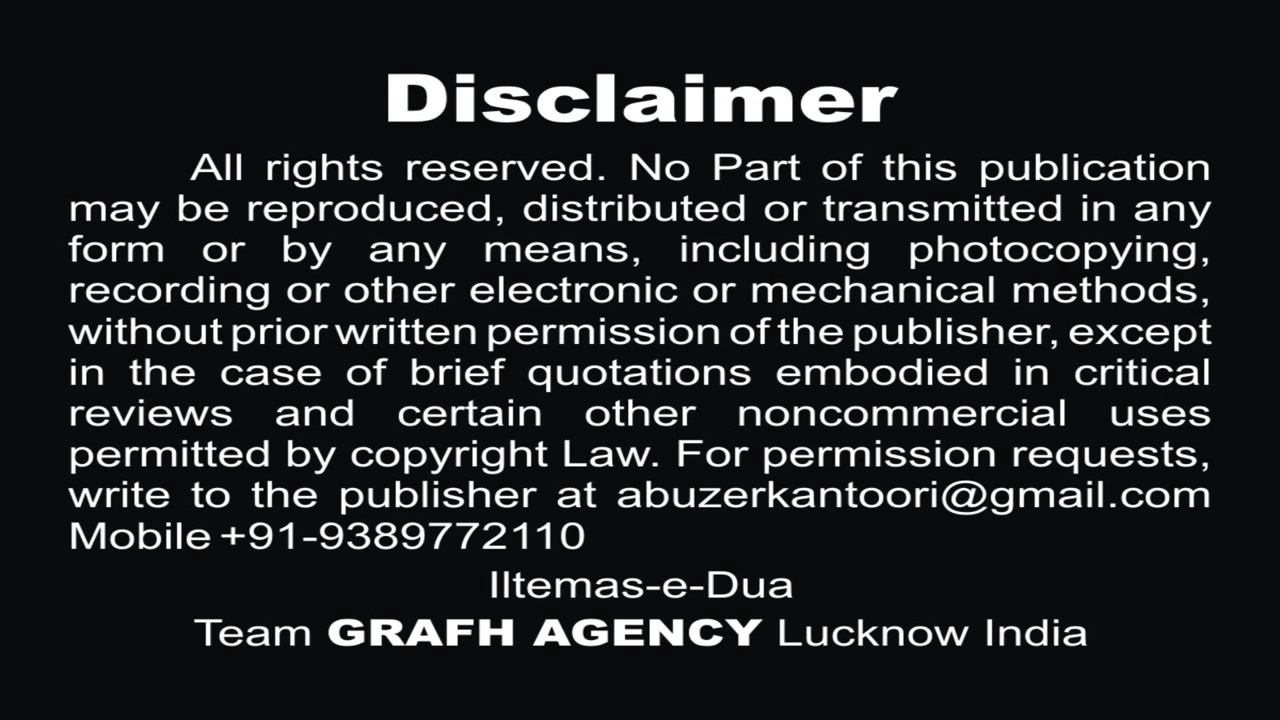 Disclaimer
All rights reserved. No Part of this publication
may be reproduced, distributed or transmitted in any
form or by any means, including photocopying,
recording or other electronic or mechanical methods,
without prior written permission of the publisher, except
in the case of brief quotations embodied in critical
reviews and certain other noncommercial uses
permitted by copyright Law. For permission requests,
write to the publisher at abuzerkantoori@gmail.com
Mobile +91-9389772110
IItemas-e-Dua
Team GRAFH AGENCY Lucknow India